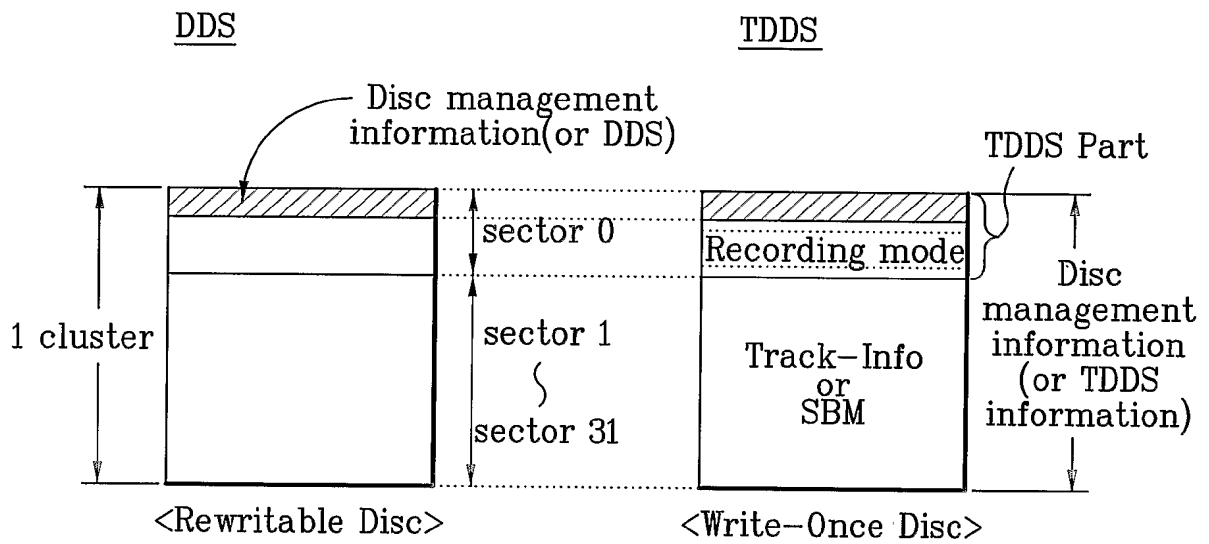 DDS
TDDS
Disc management
information(or DDS)
TDDS Part
sector 0
Recording mode
1 cluster
sector 1
sector 31
Track-Info
or
SBM
Disc
management
information
(or TDDS
information)
<Rewritable Disc>
<Write-Once Disc>